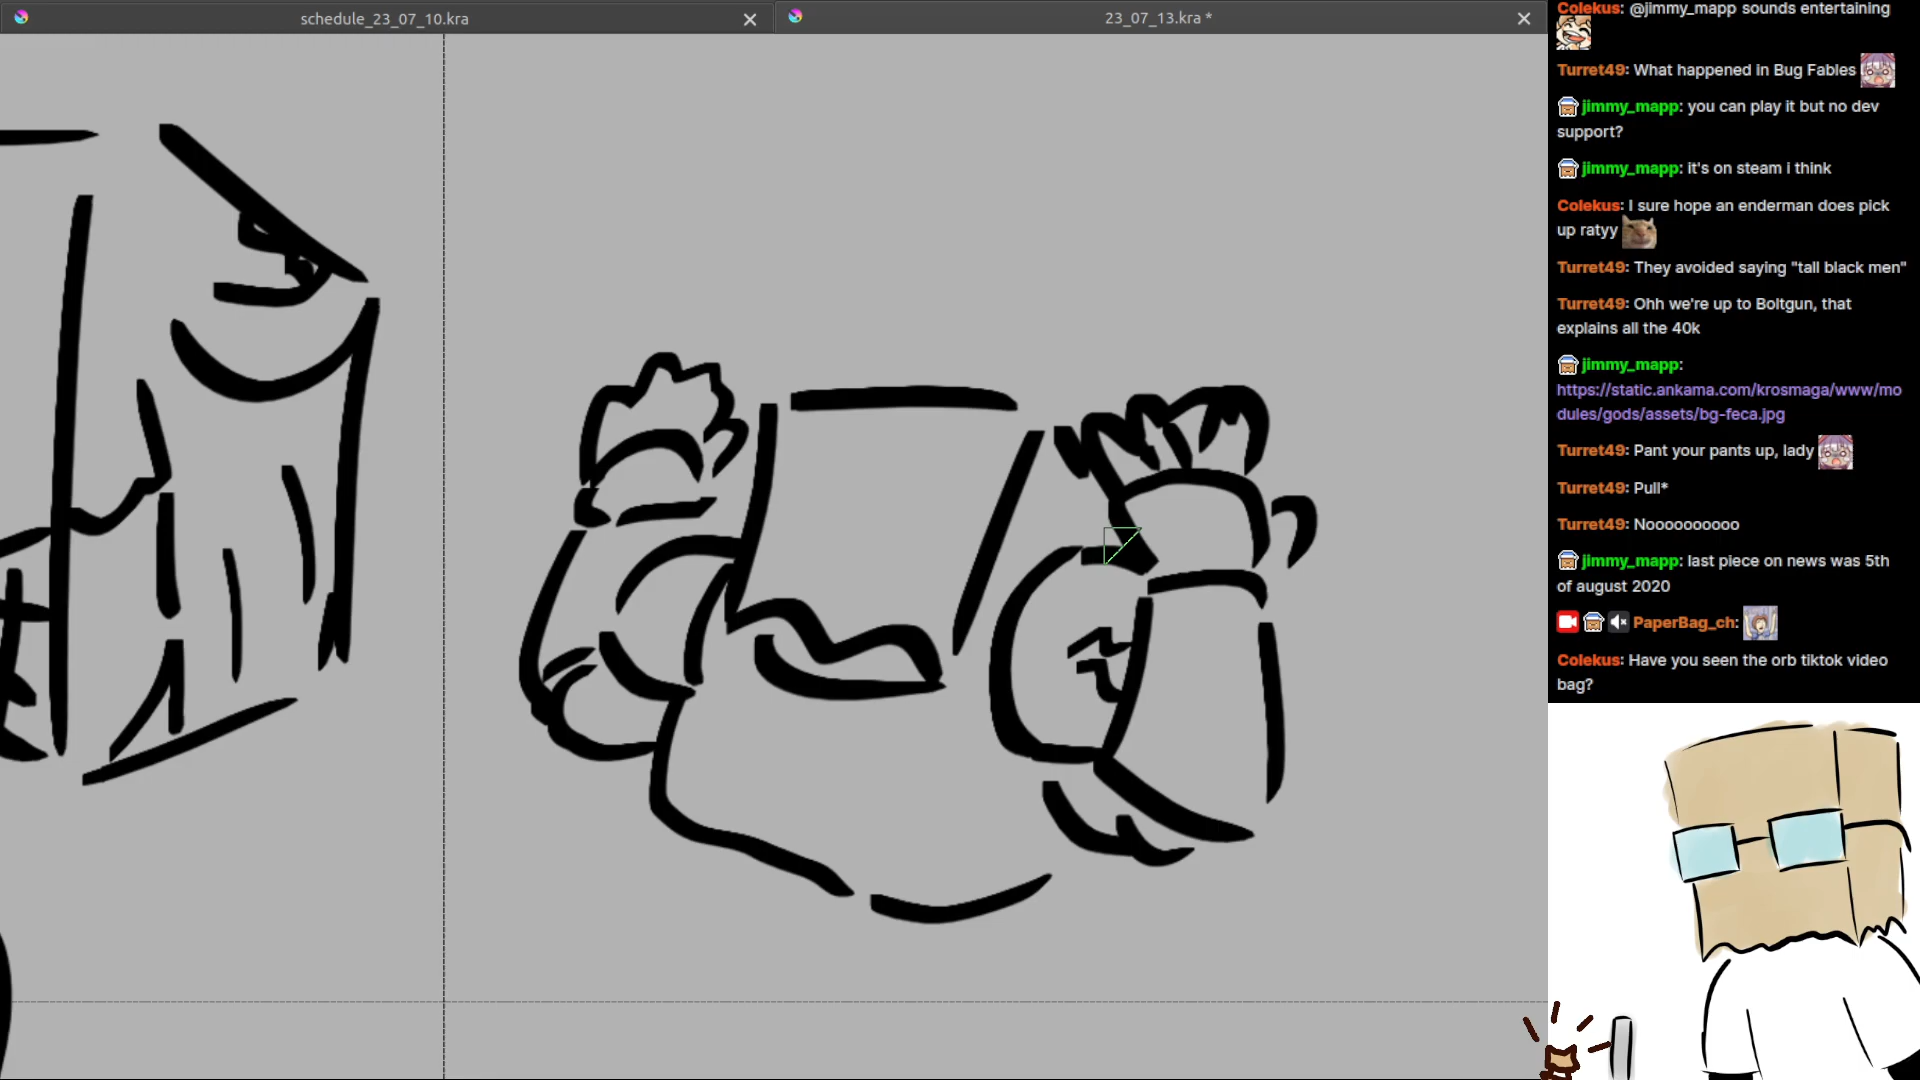 schedule_23_07_10.kra
23_07_13.kra *
Colekus: @jimmy_mapp sounds entertaining
Turret49: What happened in Bug Fables
jimmy_mapp: you can play it but no dev
support?
jimmy_mapp: it's on steam i think
Colekus: I sure hope an enderman does pick
up ratyy
Turret49: They avoided saying "tall black men"
Turret49: Ohh we're up to Boltgun, that
explains all the 40k
jimmy_mapp:
https://static.ankama.com/krosmaga/www/mo
dules/gods/assets/bg-feca.jpg
Turret49: Pant your pants up, lady
Turret49: Pull*
Turret49: Noooooooooo
jimmy_mapp: last piece on news was 5th
of august 2020
PaperBag_ch:
Colekus: Have you seen the orb tiktok video
bag?